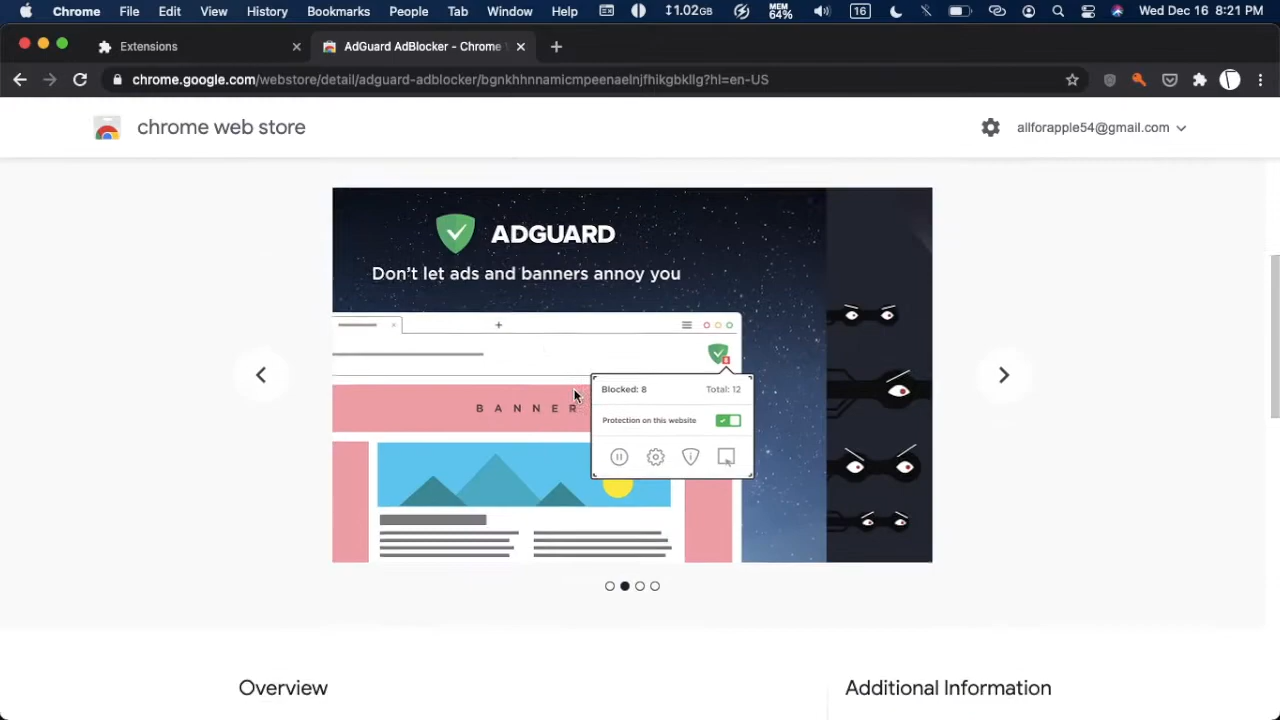 Chrome File Edit View History Bookmarks People Tab Window Help 1.02GB MEM 64% 16 Wed Dec 16 8:21 PM
Extensions AdGuard AdBlocker - Chrome
chrome.google.com/webstore/detail/adguard-adblocker/bgnkhhnnamicmpeenaelnjfhikgbkllg?hl=en-US
chrome web store allforapple54@gmail.com
ADGUARD
Don't let ads and banners annoy you
Blocked: 8 Total: 12
BANNER
Protection on this website
Overview Additional Information